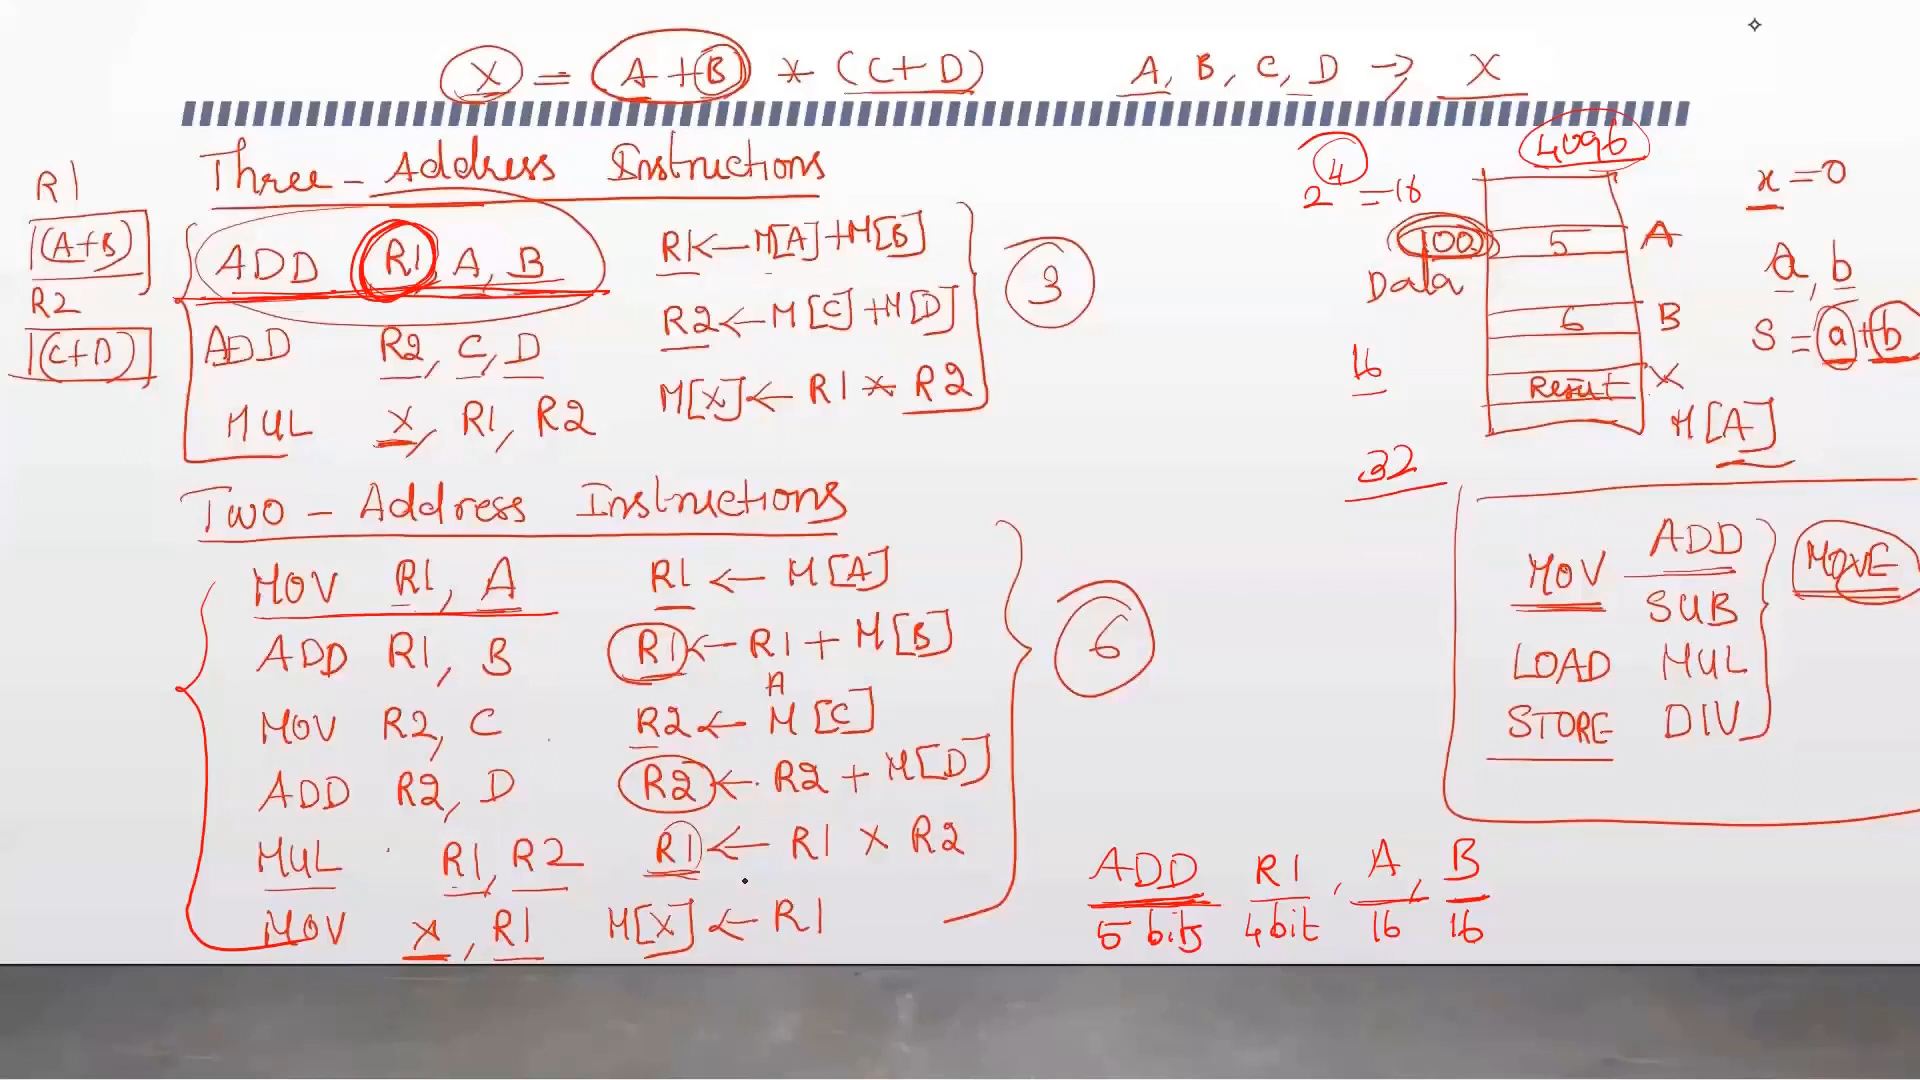 X = A + B * (C + D)
A, B, C, D → X
Three-Address Instructions
R1
(A+B)
R2
(C+D)
ADD R1, A, B R1 ← M[A] + M[B]
ADD R2, C, D R2 ← M[C] + M[D]
MUL X, R1, R2 M[X] ← R1 * R2
3
2^4 = 16
4096
100
Data
5 A
6 B
Result X
M[A]
16
32
x = 0
a, b
S = a + b
Two-Address Instructions
MOV R1, A R1 ← M[A]
ADD R1, B R1 ← R1 + M[B]
A
MOV R2, C R2 ← M[C]
ADD R2, D R2 ← R2 + M[D]
MUL R1, R2 R1 ← R1 × R2
MOV X, R1 M[X] ← R1
6
MOV ADD
SUB
LOAD MUL
STORE DIV
MOVE
ADD R1, A, B
5 bits 4bit 16 16